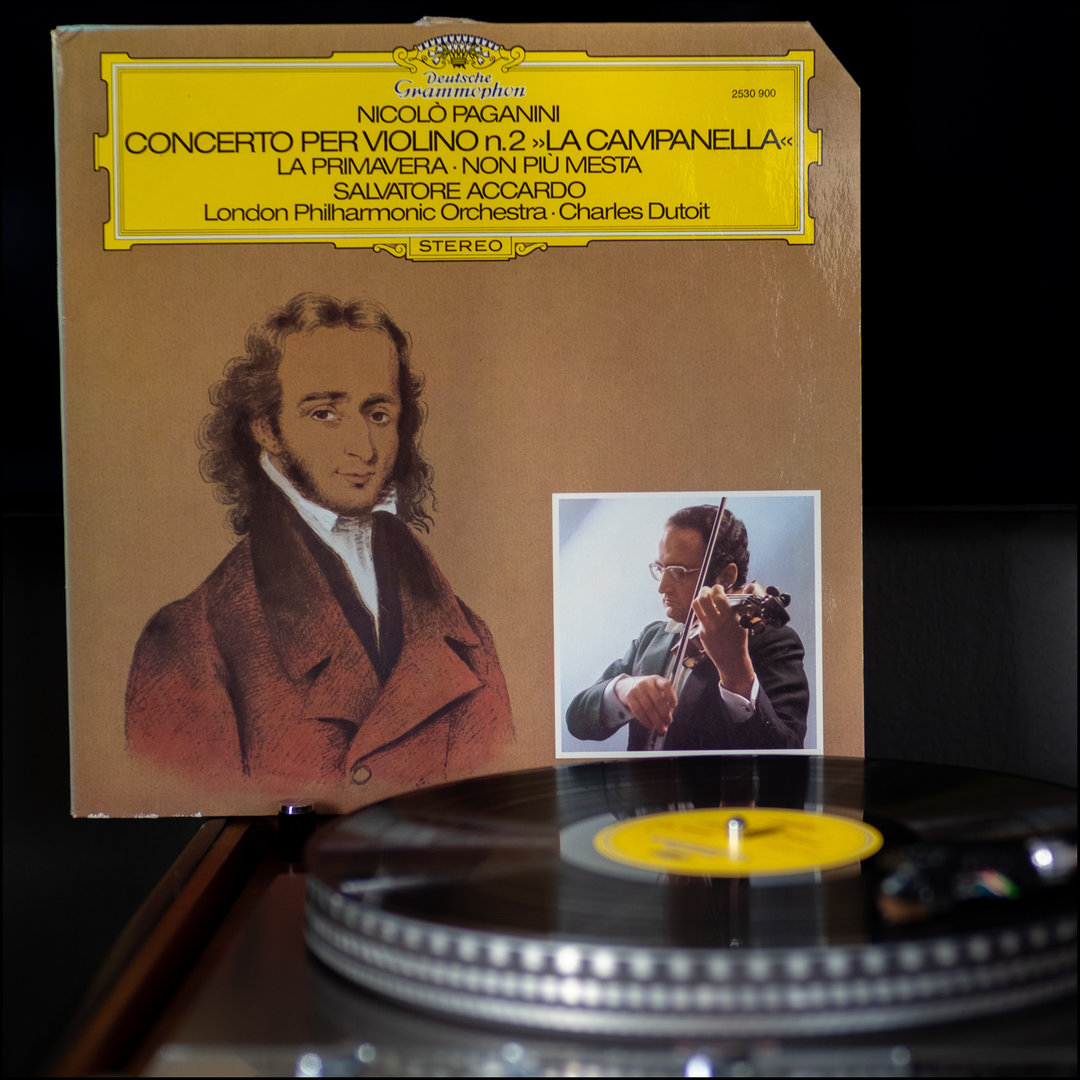 Deutsche
Grammophon
2530 900
NICOLÒ PAGANINI
CONCERTO PER VIOLINO n.2 »LA CAMPANELLA«
LA PRIMAVERA · NON PIÙ MESTA
SALVATORE ACCARDO
London Philharmonic Orchestra · Charles Dutoit
STEREO